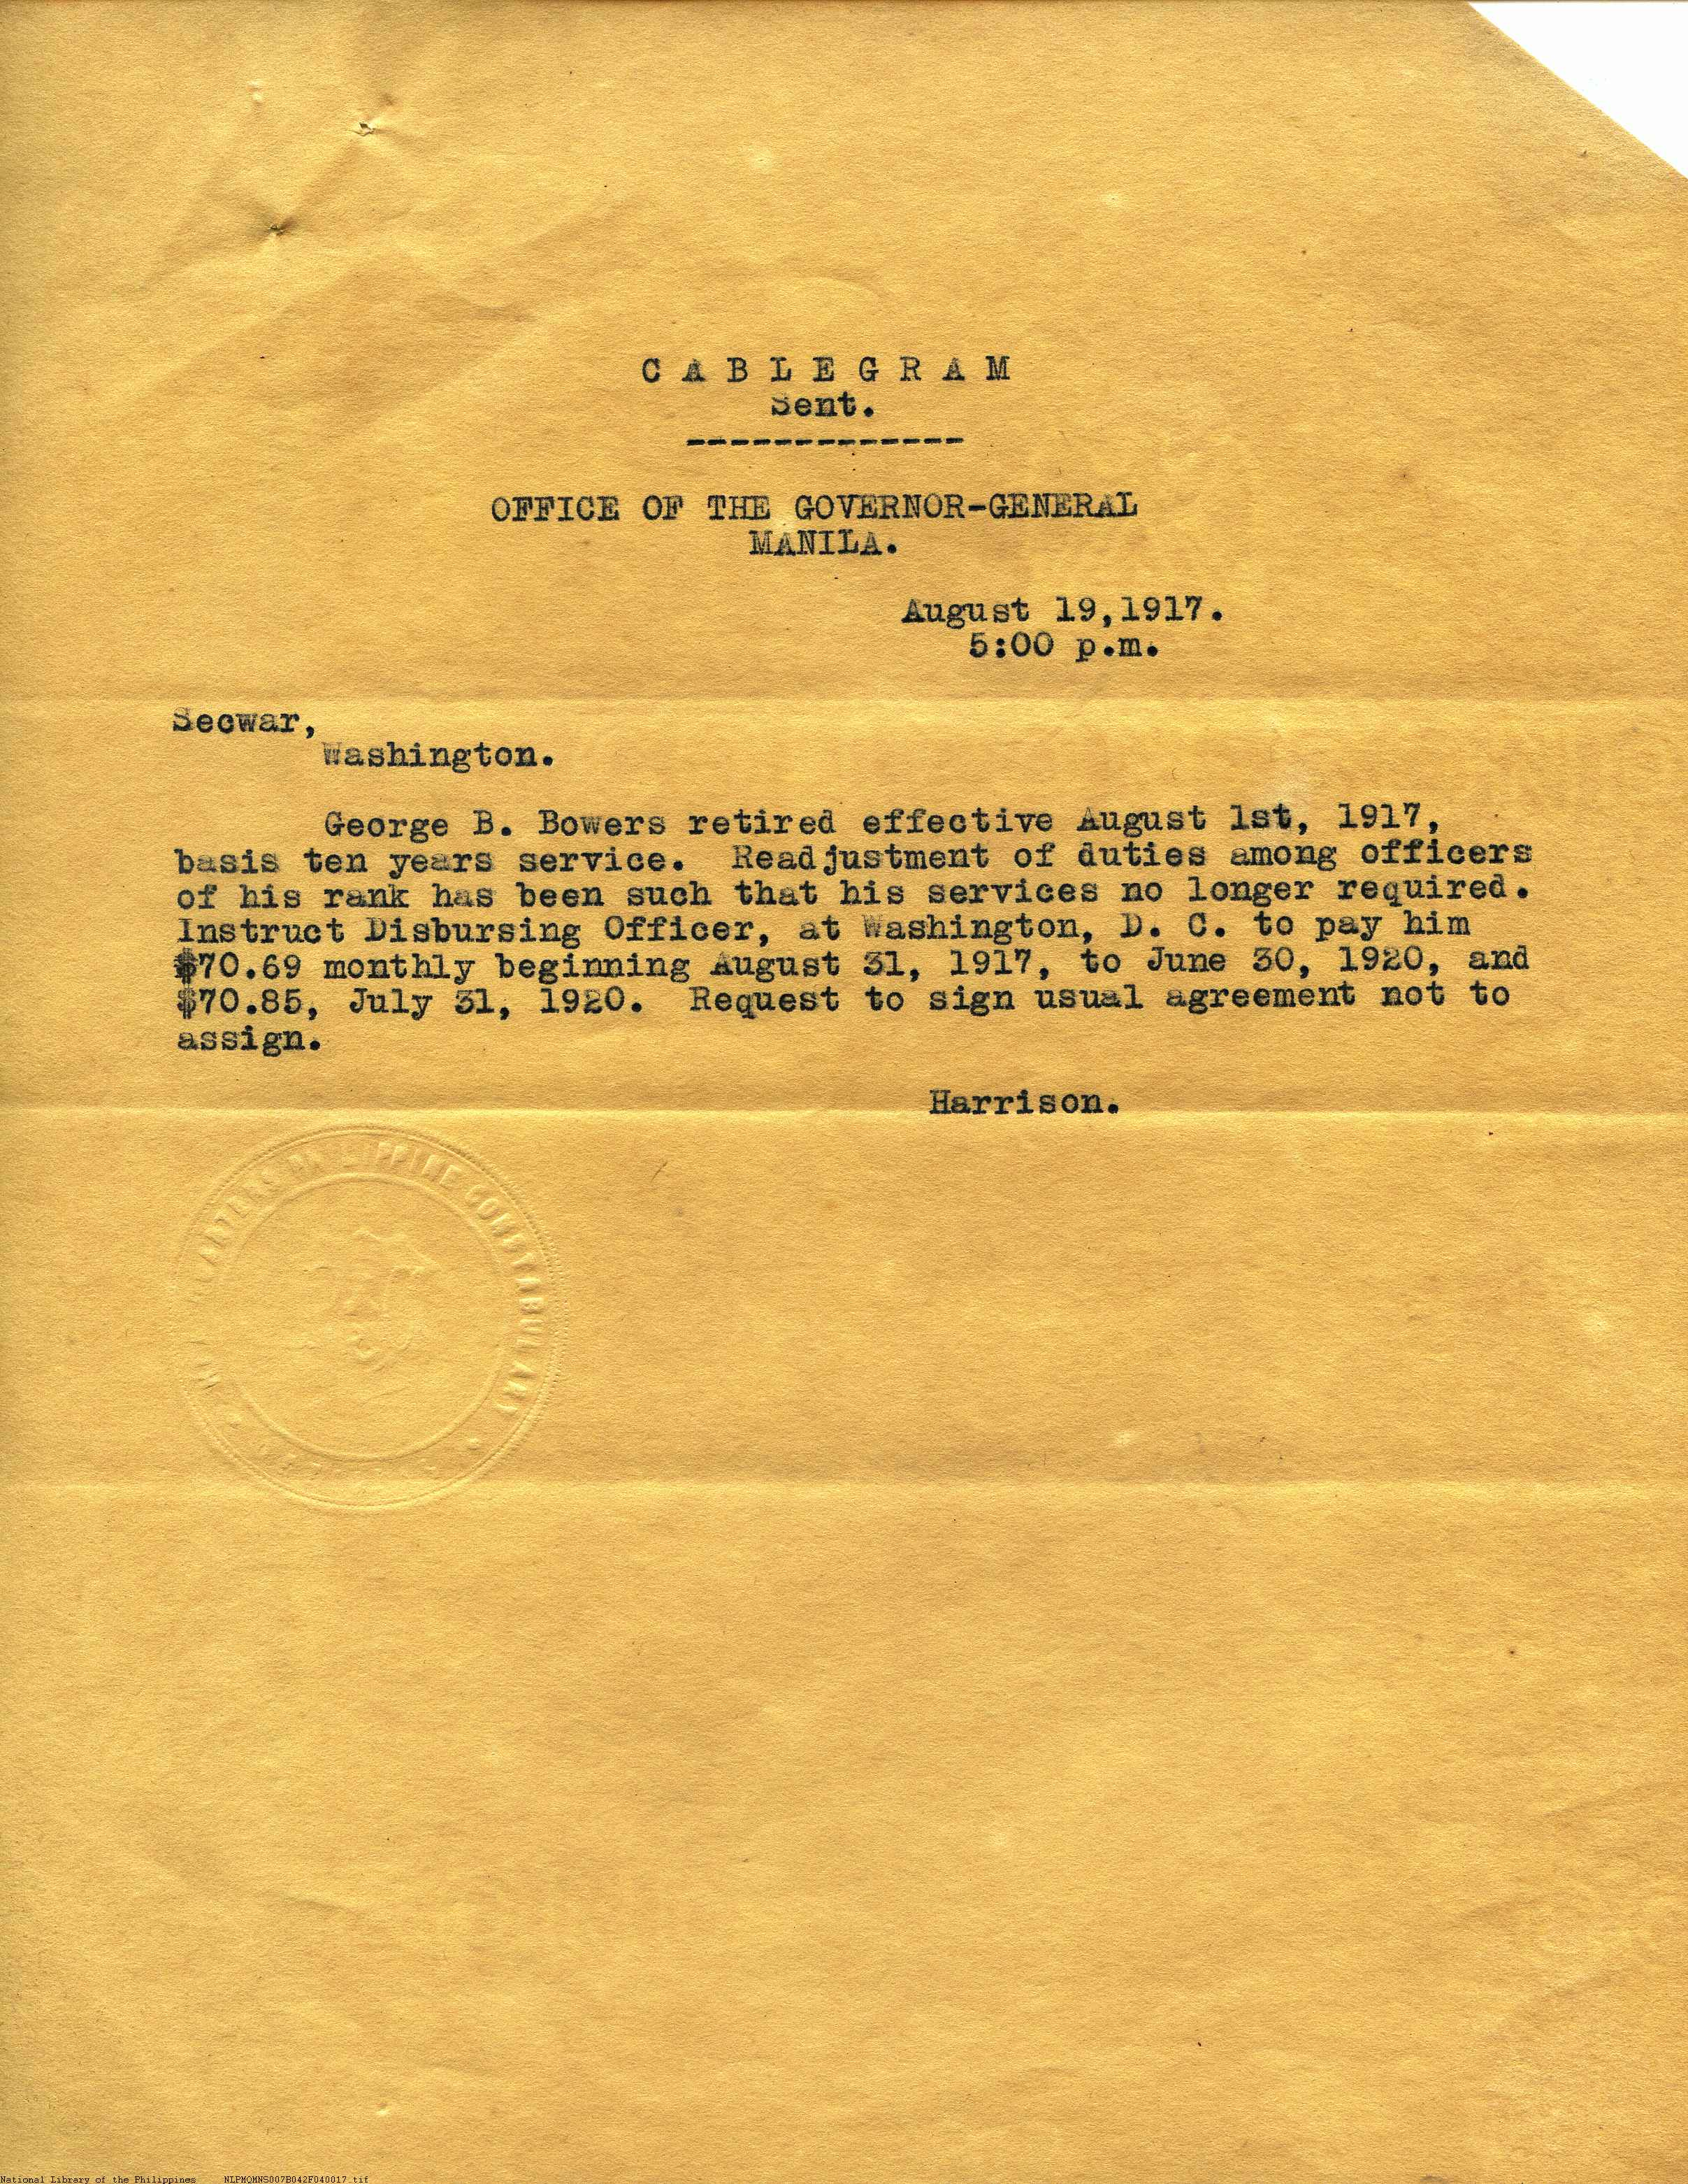 C A B L E G R A M
Sent.
-------------
OFFICE OF THE GOVERNOR-GENERAL
MANILA.
August 19,1917.
5:00 p.m.
Secwar,
Washington.
George B. Bowers retired effective August 1st, 1917,
basis ten years service. Readjustment of duties among officers
of his rank has been such that his services no longer required.
Instruct Disbursing Officer, at Washington, D. C. to pay him
$70.69 monthly beginning August 31, 1917, to June 30, 1920, and
$70.85, July 31, 1920. Request to sign usual agreement not to
assign.
Harrison.
PHILIPPINE CONSTABULARY
National Library of the Philippines NLPMQMNS007B042F040017.tif